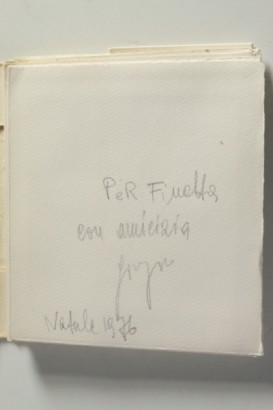 PER Finetta
con amicizia
Natale 1976